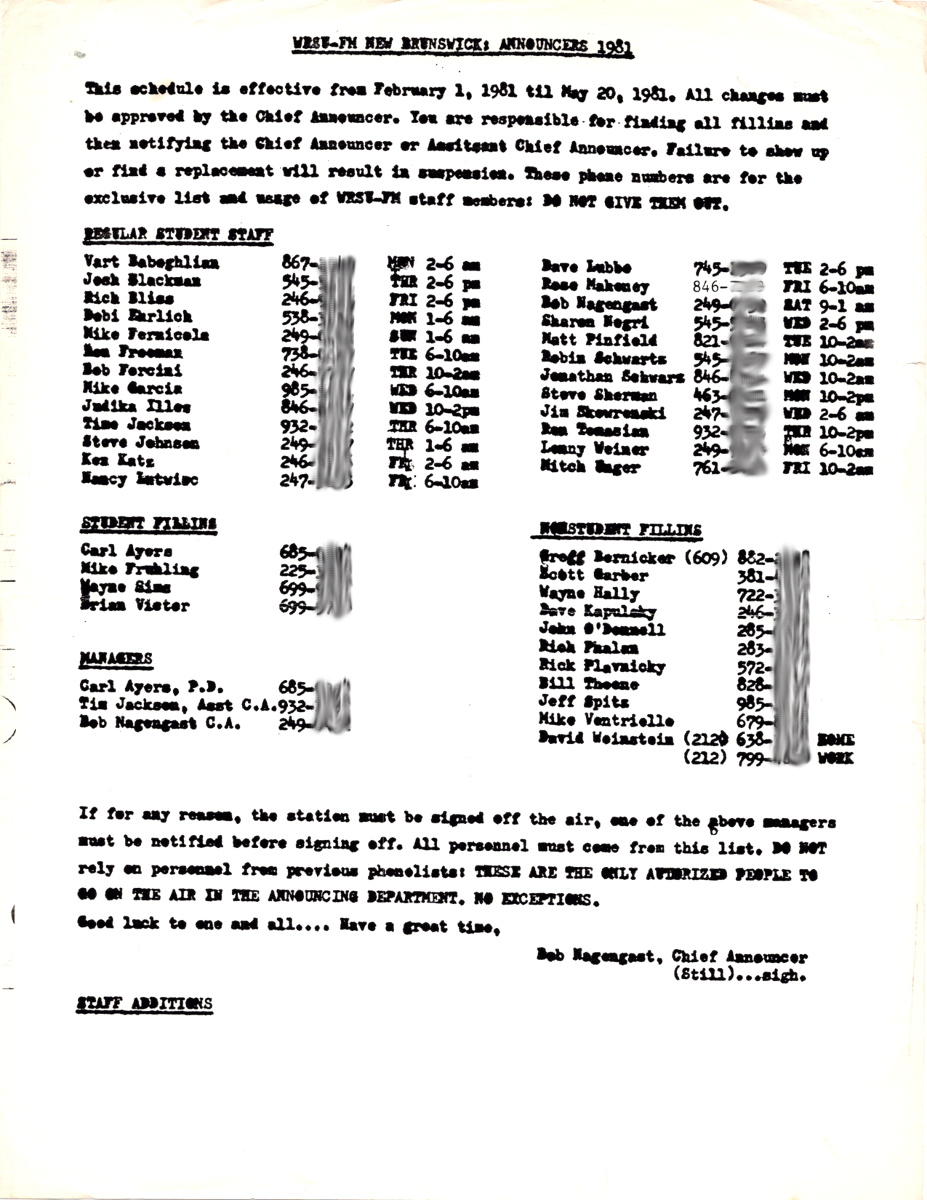 WRSU-FM NEW BRUNSWICK: ANNOUNCERS 1981
This schedule is effective from February 1, 1981 til May 20, 1981. All changes must
be approved by the Chief Announcer. You are responsible for finding all fillins and
then notifying the Chief Announcer or Assitsant Chief Announcer. Failure to show up
or find a replacement will result in suspension. These phone numbers are for the
exclusive list and usage of WRSU-FM staff members: DO NOT GIVE THEM OUT.
REGULAR STUDENT STAFF
Vart Baboghlian 867- MON 2-6 am
Josh Blackman 545- THR 2-6 pm
Rick Bliss 246- FRI 2-6 pm
Debi Ehrlich 538- MON 1-6 am
Mike Fornicola 249- SUN 1-6 am
Ron Freeman 738- TUE 6-10am
Bob Forcini 246- THR 10-2am
Mike Garcia 985- WED 6-10am
Judika Illes 846- WED 10-2pm
Timo Jackson 932- THR 6-10am
Steve Johnson 249- THR 1-6 am
Ken Katz 246- FRI 2-6 am
Nancy Lutwisc 247- FRI 6-10am
Dave Lubbe 745- TUE 2-6 pm
Rose Mahoney 846- FRI 6-10am
Bob Nagengast 249- SAT 9-1 am
Sharon Negri 545- WED 2-6 pm
Matt Pinfield 821- TUE 10-2am
Robin Schwartz 545- MON 10-2am
Jonathan Schwarz 846- WED 10-2am
Steve Sherman 463- MON 10-2pm
Jim Skowronski 247- WED 2-6 am
Ron Tomasian 932- THR 10-2pm
Lenny Weiner 249- MON 6-10am
Mitch 761- FRI 10-2am
STUDENT FILLINS
Carl Ayers 685-
Mike Fruhling 225-
Wayne Sims 699-
Brian Vistor 699-
MANAGERS
Carl Ayers, P.D. 685-
Tim Jackson, Asst C.A.932-
Bob Nagengast C.A. 249-
NONSTUDENT FILLINS
Groff Bernicker (609) 882-
Scott Garber 381-
Wayne Hally 722-
Dave Kapulsky 246-
John O'Donnell 285-
Rich Phalan 283-
Rick Plavnicky 572-
Bill Thoene 828-
Jeff Spitz 985-
Mike Ventrielle 679-
David Weinstein (212) 638- HOME
(212) 799- WORK
If for any reason, the station must be signed off the air, one of the above managers
must be notified before signing off. All personnel must come from this list. DO NOT
rely on personnel from previous phonelists: THESE ARE THE ONLY AUTHORIZED PEOPLE TO
GO ON THE AIR IN THE ANNOUNCING DEPARTMENT. NO EXCEPTIONS.
Good luck to one and all.... Have a great time,
Bob Nagengast, Chief Announcer
(Still)...sigh.
STAFF ADDITIONS